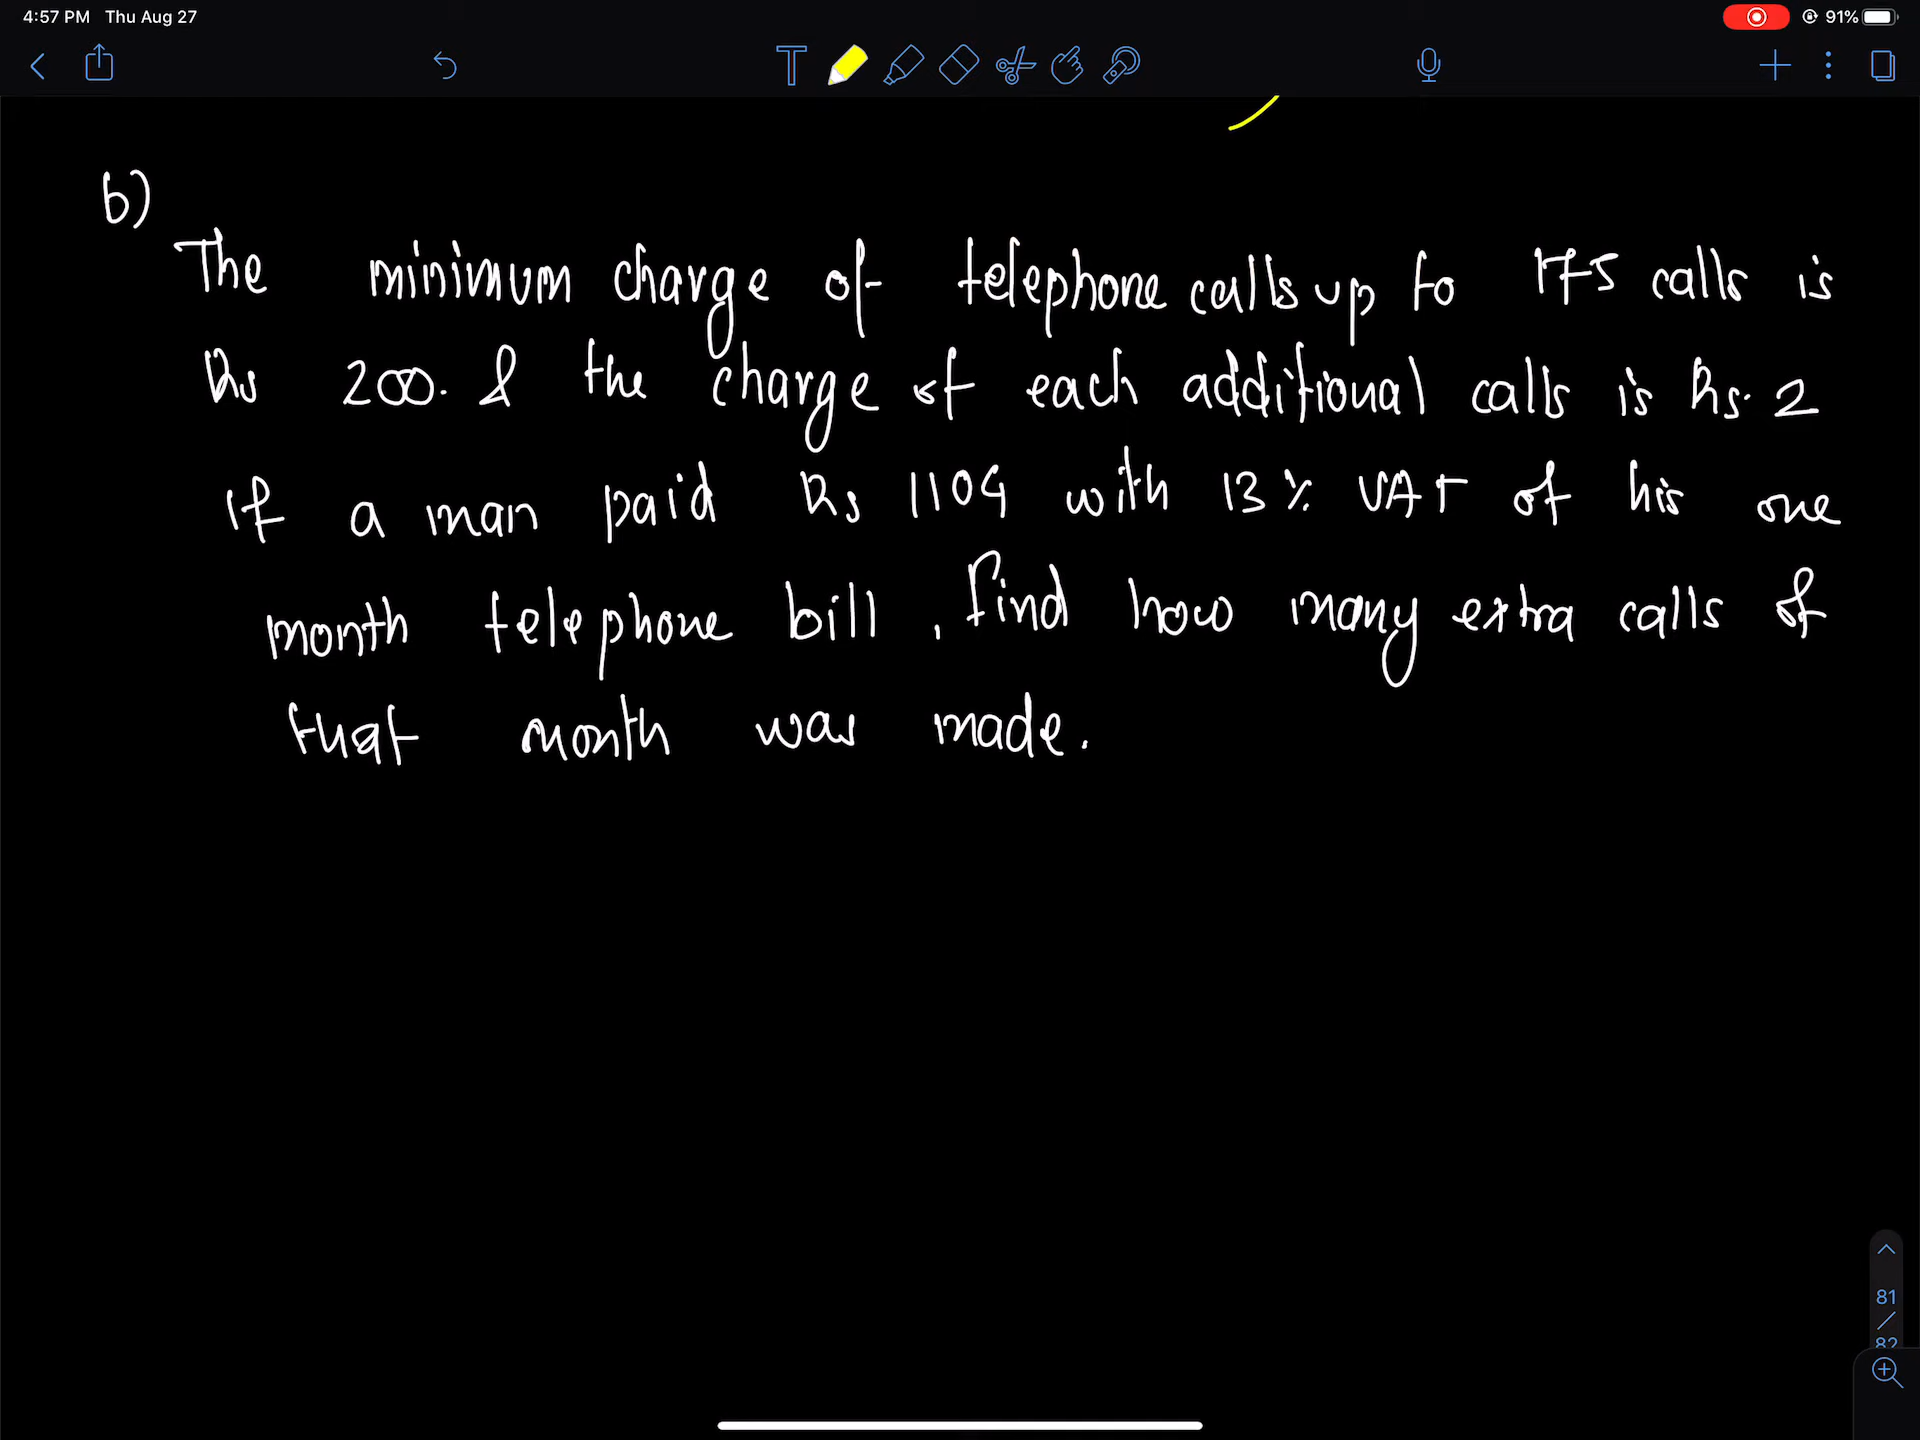 4:57 PM Thu Aug 27
91%
T
b)
The minimum charge of telephone calls up to 175 calls is
Rs 200. & the charge of each additional calls is Rs. 2
If a man paid Rs 1104 with 13% VAT of his one
month telephone bill, find how many extra calls of
that month was made.
81
/
82